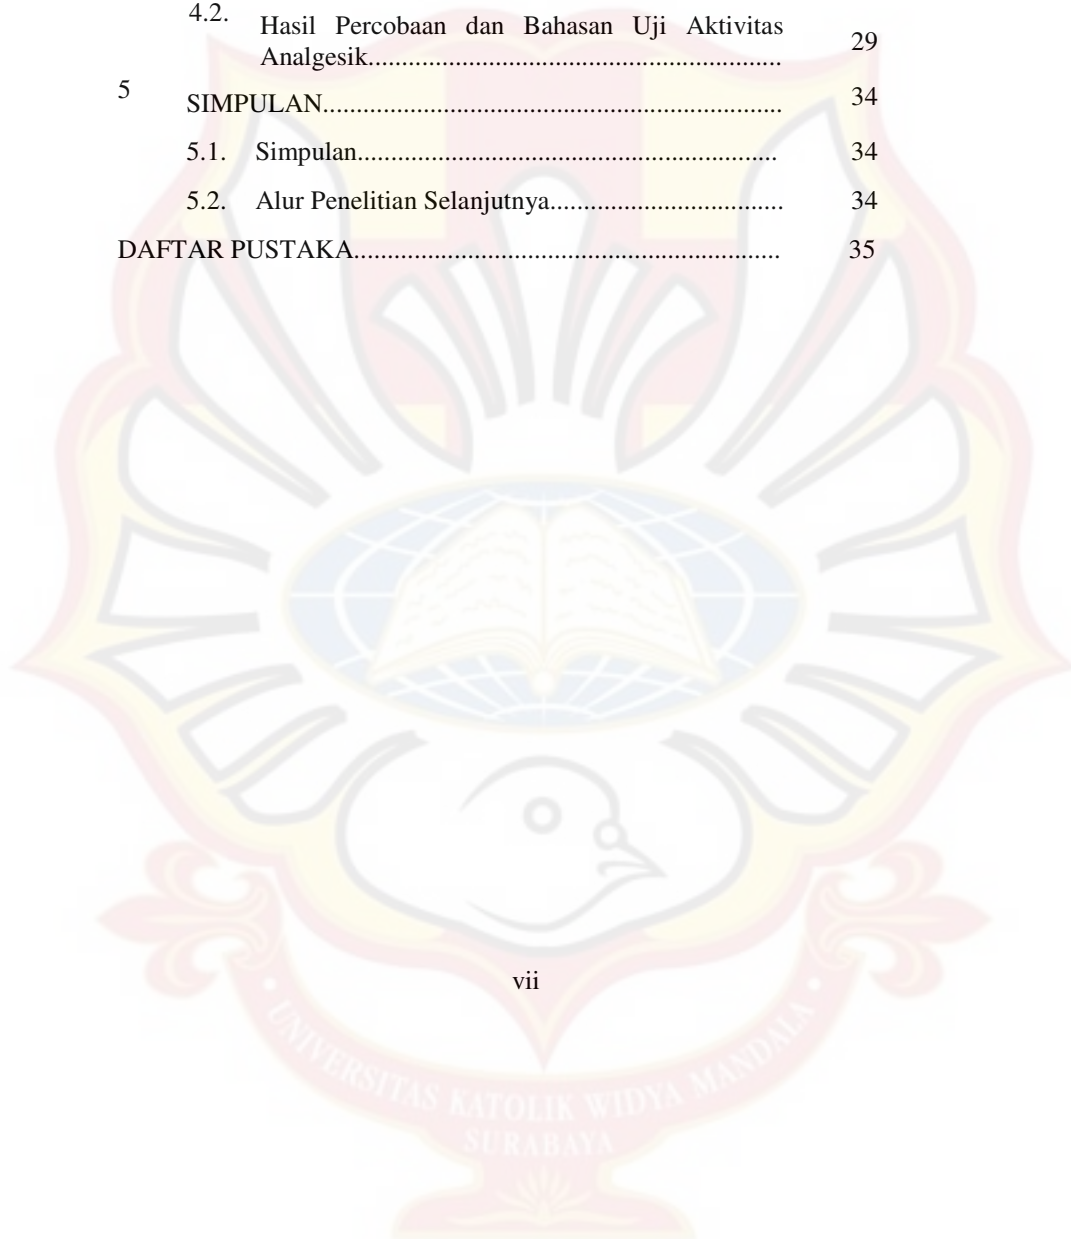 4.2. Hasil Percobaan dan Bahasan Uji Aktivitas
Analgesik............................................................. 29
5 SIMPULAN.................................................................... 34
5.1. Simpulan.............................................................. 34
5.2. Alur Penelitian Selanjutnya.................................. 34
DAFTAR PUSTAKA............................................................... 35
vii
UNIVERSITAS KATOLIK WIDYA MANDALA
SURABAYA